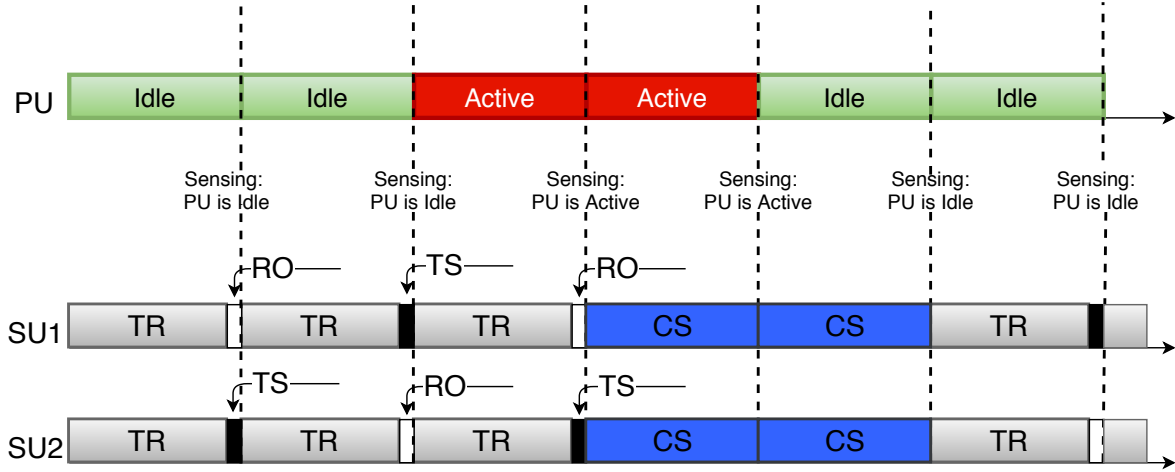 PU
Idle
Idle
Active
Active
Idle
Idle
Sensing:
PU is Idle
Sensing:
PU is Idle
Sensing:
PU is Active
Sensing:
PU is Active
Sensing:
PU is Idle
Sensing:
PU is Idle
RO
TS
RO
SU1
TR
TR
TR
CS
CS
TR
TS
RO
TS
SU2
TR
TR
TR
CS
CS
TR